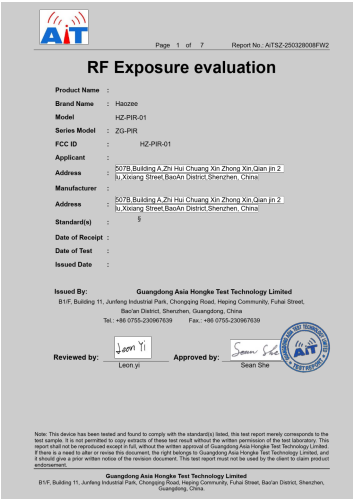 AiT
Page 1 of 7 Report No.: AiTSZ-250328008FW2
RF Exposure evaluation
Product Name :
Brand Name : Haozee
Model HZ-PIR-01
Series Model : ZG-PIR
FCC ID : HZ-PIR-01
Applicant :
Address : 507B,Building A,Zhi Hui Chuang Xin Zhong Xin,Qian jin 2
lu,Xixiang Street,BaoAn District,Shenzhen, China
Manufacturer :
Address : 507B,Building A,Zhi Hui Chuang Xin Zhong Xin,Qian jin 2
lu,Xixiang Street,BaoAn District,Shenzhen, China
Standard(s) : §
Date of Receipt :
Date of Test :
Issued Date :
Issued By: Guangdong Asia Hongke Test Technology Limited
B1/F, Building 11, Junfeng Industrial Park, Chongqing Road, Heping Community, Fuhai Street,
Bao'an District, Shenzhen, Guangdong, China
Tel.: +86 0755-230967639 Fax.: +86 0755-230967639
Reviewed by: Leon Yi Approved by: Sean She
Leon.yi Sean She
AiT
TEST REPORT
Note: This device has been tested and found to comply with the standard(s) listed, this test report merely corresponds to the
test sample. It is not permitted to copy extracts of these test result without the written permission of the test laboratory. This
report shall not be reproduced except in full, without the written approval of Guangdong Asia Hongke Test Technology Limited.
If there is a need to alter or revise this document, the right belongs to Guangdong Asia Hongke Test Technology Limited, and
it should give a prior written notice of the revision document. This test report must not be used by the client to claim product
endorsement.
Guangdong Asia Hongke Test Technology Limited
B1/F, Building 11, Junfeng Industrial Park, Chongqing Road, Heping Community, Fuhai Street, Bao'an District, Shenzhen,
Guangdong, China.